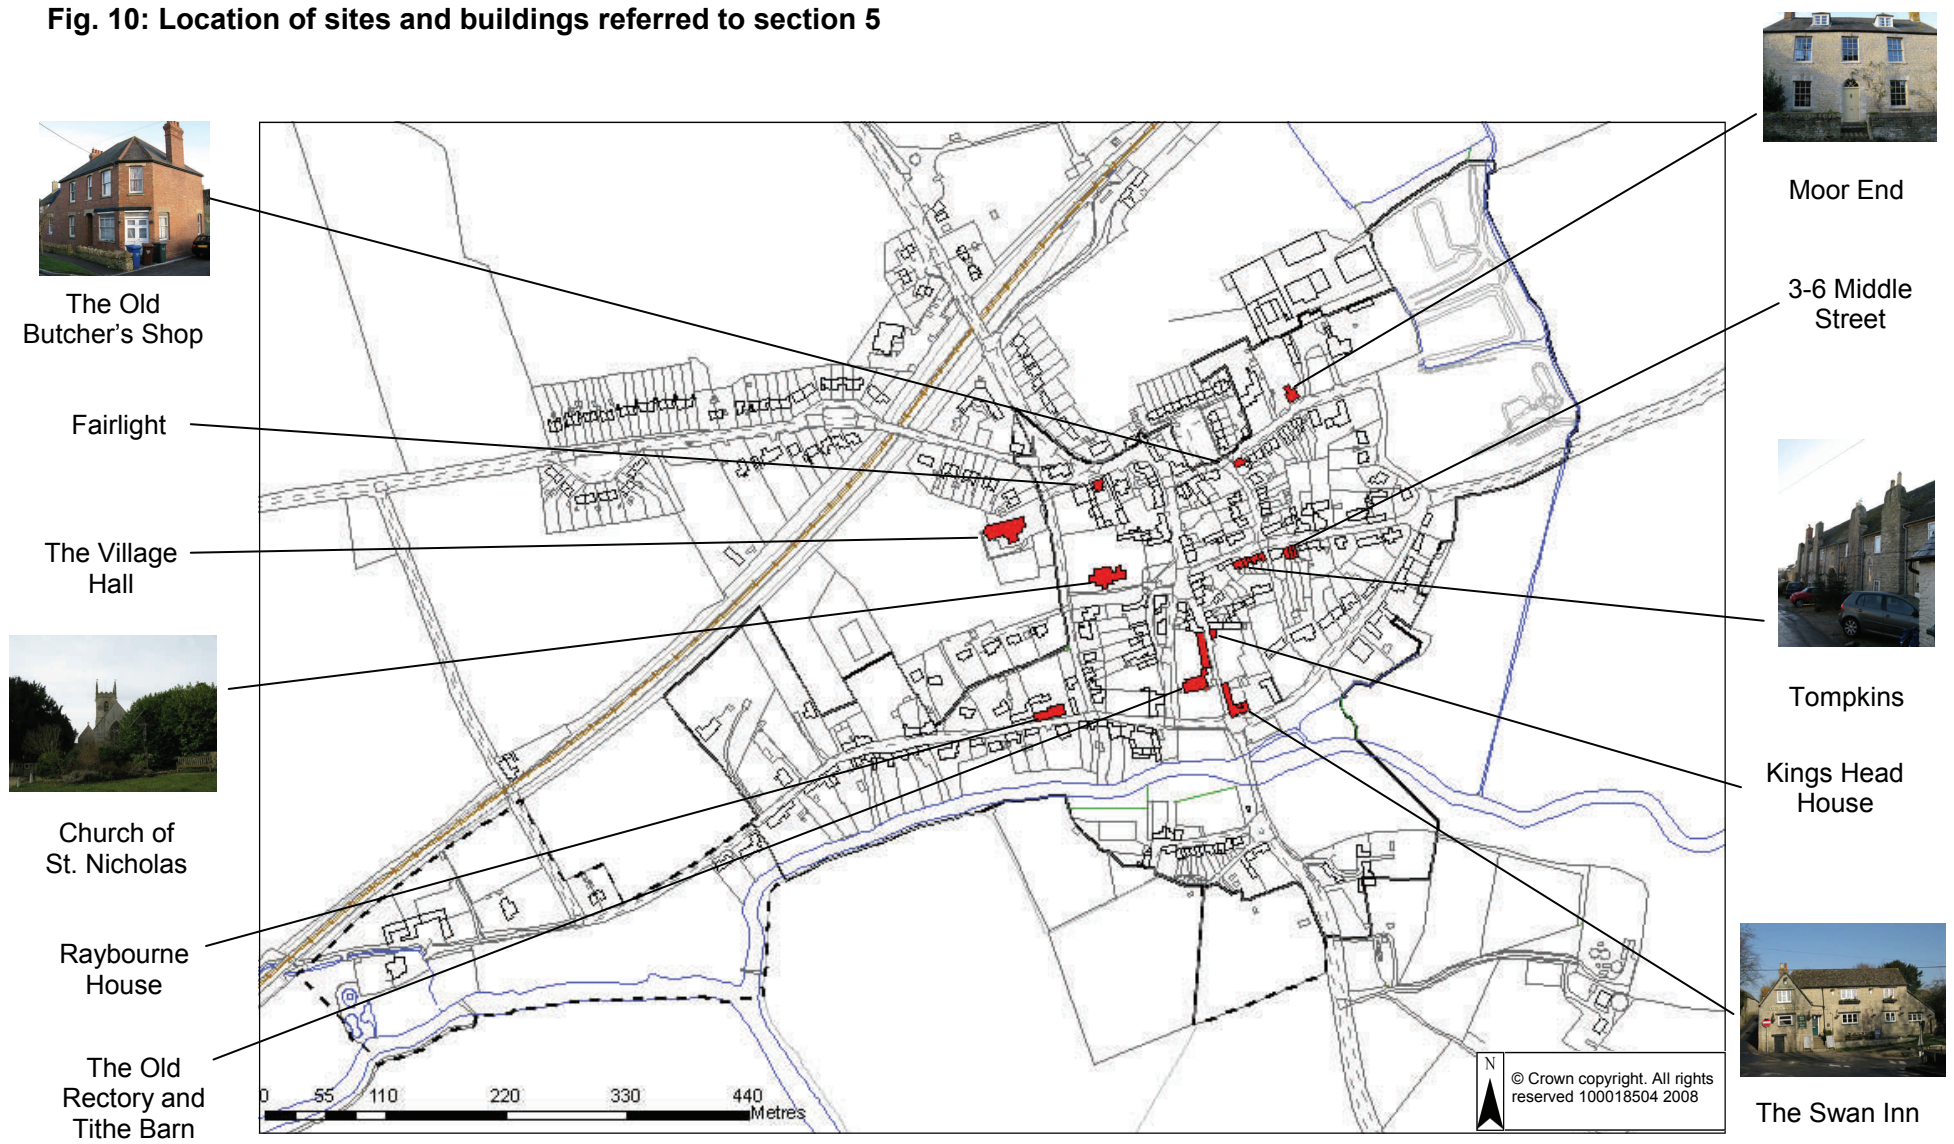 Fig. 10: Location of sites and buildings referred to section 5
The Old
Butcher's Shop
Fairlight
The Village
Hall
Church of
St. Nicholas
Raybourne
House
The Old
Rectory and
Tithe Barn
Moor End
3-6 Middle
Street
Tompkins
Kings Head
House
The Swan Inn
0 55 110 220 330 440
Metres
N
© Crown copyright. All rights
reserved 100018504 2008